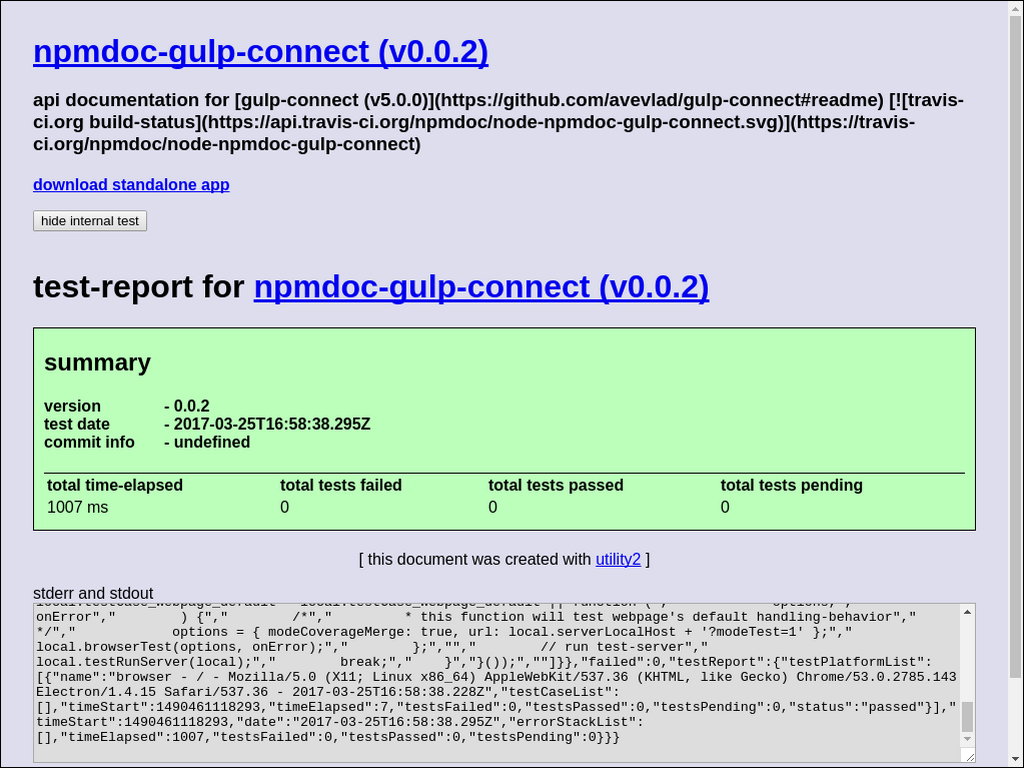 npmdoc-gulp-connect (v0.0.2)
api documentation for [gulp-connect (v5.0.0)](https://github.com/avevlad/gulp-connect#readme) [![travis-
ci.org build-status](https://api.travis-ci.org/npmdoc/node-npmdoc-gulp-connect.svg)](https://travis-
ci.org/npmdoc/node-npmdoc-gulp-connect)
download standalone app
hide internal test
test-report for npmdoc-gulp-connect (v0.0.2)
summary
version - 0.0.2
test date - 2017-03-25T16:58:38.295Z
commit info - undefined
total time-elapsed total tests failed total tests passed total tests pending
1007 ms 0 0 0
[ this document was created with utility2 ]
stderr and stdout
onError","        ) {","        /*","         * this function will test webpage's default handling-behavior","
*/","            options = { modeCoverageMerge: true, url: local.serverLocalHost + '?modeTest=1' };","
local.browserTest(options, onError);","        };","","        // run test-server","
local.testRunServer(local);","        break;","    }","}());",""]}},"failed":0,"testReport":{"testPlatformList":
[{"name":"browser - / - Mozilla/5.0 (X11; Linux x86_64) AppleWebKit/537.36 (KHTML, like Gecko) Chrome/53.0.2785.143
Electron/1.4.15 Safari/537.36 - 2017-03-25T16:58:38.228Z","testCaseList":
[],"timeStart":1490461118293,"timeElapsed":7,"testsFailed":0,"testsPassed":0,"testsPending":0,"status":"passed"}],"
timeStart":1490461118293,"date":"2017-03-25T16:58:38.295Z","errorStackList":
[],"timeElapsed":1007,"testsFailed":0,"testsPassed":0,"testsPending":0}}}